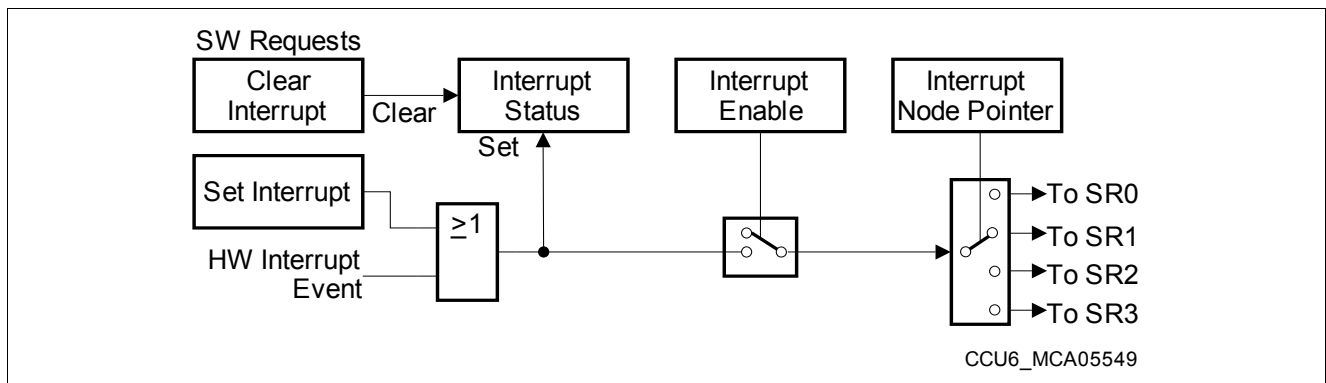 SW Requests
Clear
Interrupt
Clear
Interrupt
Status
Set
Interrupt
Enable
Interrupt
Node Pointer
Set Interrupt
≥1
HW Interrupt
Event
To SR0
To SR1
To SR2
To SR3
CCU6_MCA05549